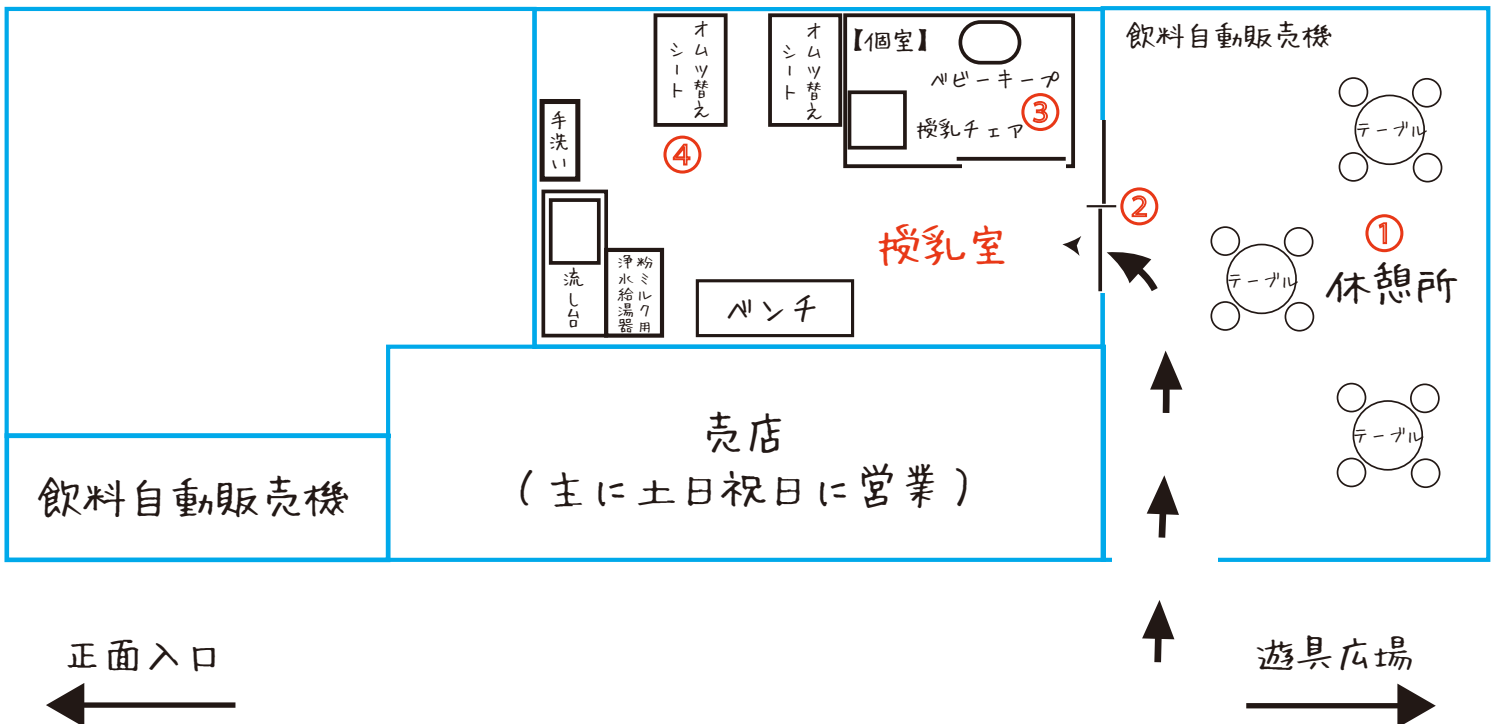 オムツ替え
シート
オムツ替え
シート
【個室】
ベビーキープ
③
授乳チェア
飲料自動販売機
テーブル
手洗い
④
②
授乳室
①
休憩所
テーブル
流し台
粉ミルク用
浄水給湯器
ベンチ
テーブル
売店
(主に土日祝日に営業)
飲料自動販売機
正面入口
遊具広場